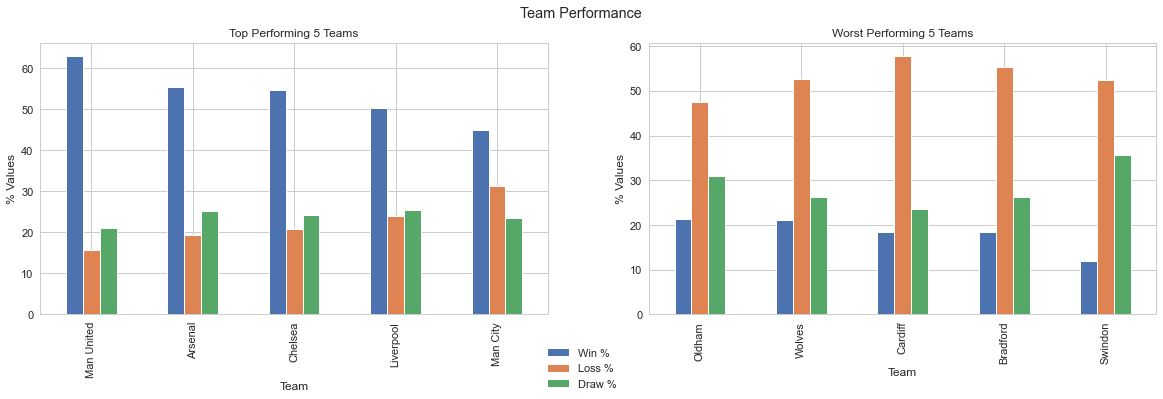 Team Performance
Top Performing 5 Teams
% Values
60
50
40
30
20
10
0
Man United
Arsenal
Chelsea
Liverpool
Man City
Team
Worst Performing 5 Teams
% Values
60
50
40
30
20
10
0
Oldham
Wolves
Cardiff
Bradford
Swindon
Team
Win %
Loss %
Draw %